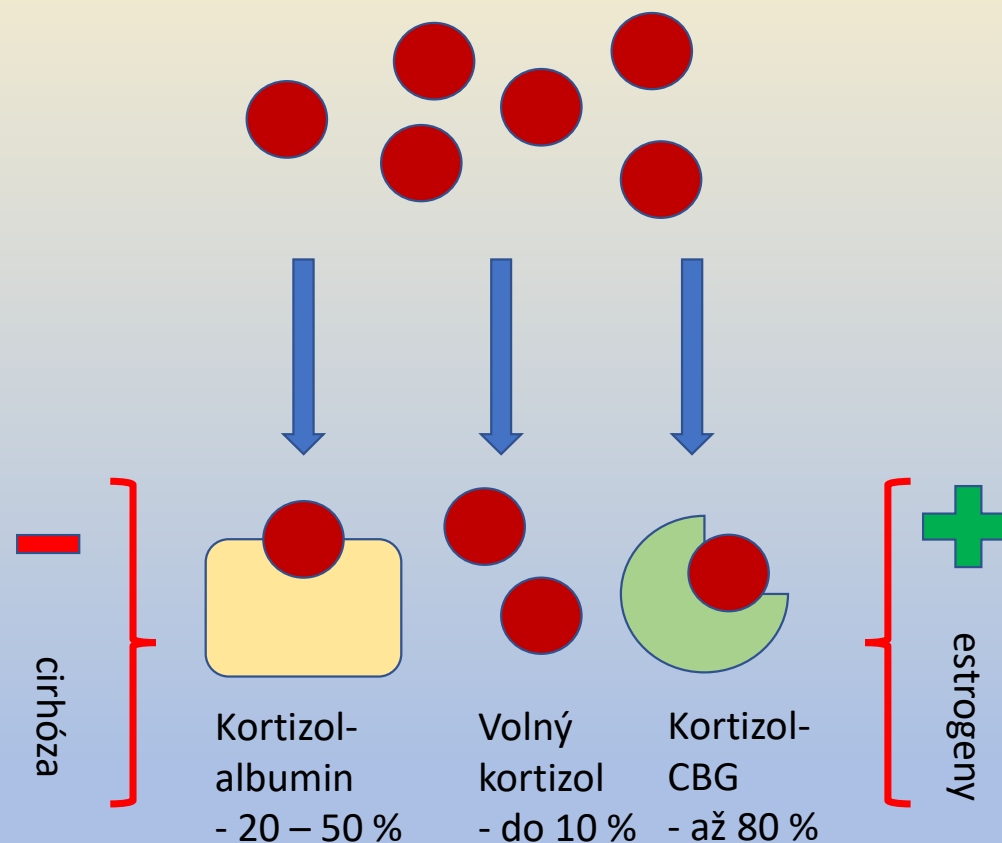 cirhóza
Kortizol-
albumin
- 20 – 50 %
Volný
kortizol
- do 10 %
Kortizol-
CBG
- až 80 %
estrogeny